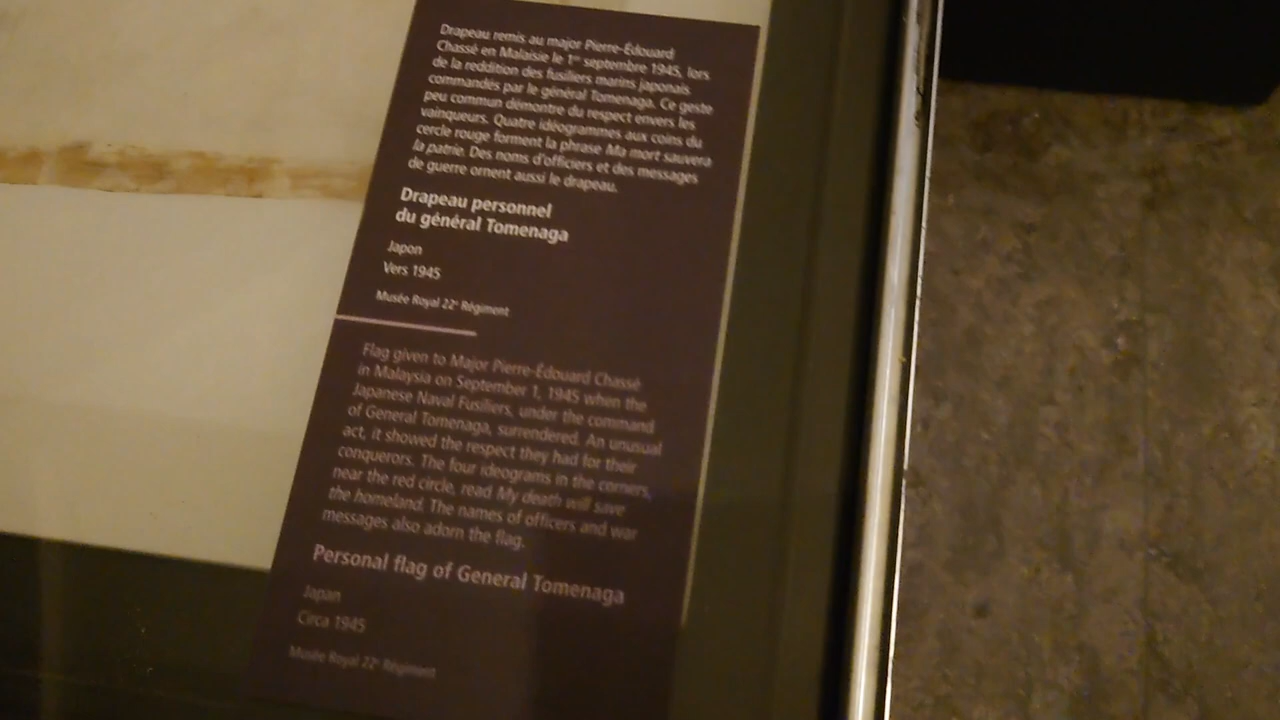 Drapeau remis au major Pierre-Édouard
Chassé en Malaisie le 1er septembre 1945, lors
de la reddition des fusiliers marins japonais
commandés par le général Tomenaga. Ce geste
peu commun démontre du respect envers les
vainqueurs. Quatre idéogrammes aux coins du
cercle rouge forment la phrase Ma mort sauvera
la patrie. Des noms d'officiers et des messages
de guerre ornent aussi le drapeau.
Drapeau personnel
du général Tomenaga
Japon
Vers 1945
Musée Royal 22e Régiment
Flag given to Major Pierre-Édouard Chassé
in Malaysia on September 1, 1945 when the
Japanese Naval Fusiliers, under the command
of General Tomenaga, surrendered. An unusual
act, it showed the respect they had for their
conquerors. The four ideograms in the corners,
near the red circle, read My death will save
the homeland. The names of officers and war
messages also adorn the flag.
Personal flag of General Tomenaga
Japan
Circa 1945
Musée Royal 22e Régiment